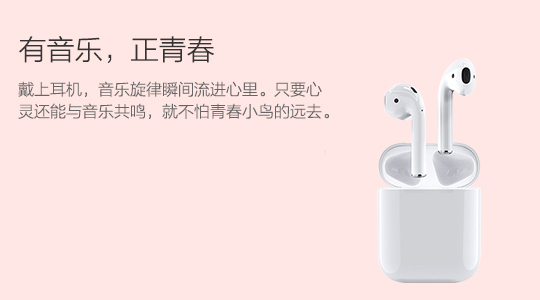 有音乐，正青春
戴上耳机，音乐旋律瞬间流进心里。只要心
灵还能与音乐共鸣，就不怕青春小鸟的远去。